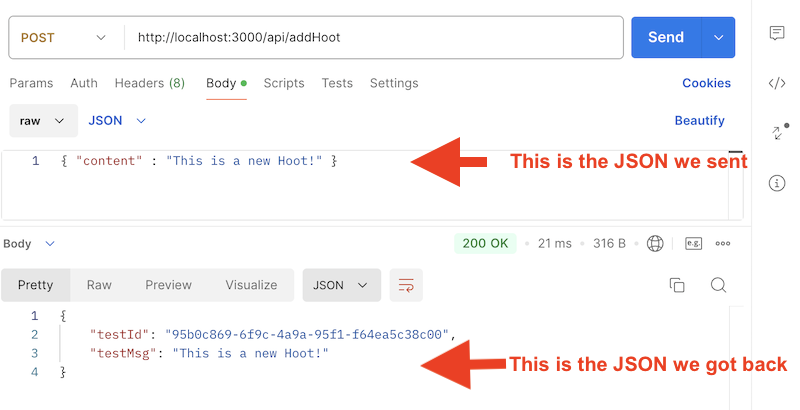 POST http://localhost:3000/api/addHoot Send
Params Auth Headers (8) Body Scripts Tests Settings Cookies
raw JSON Beautify
1 { "content" : "This is a new Hoot!" } This is the JSON we sent
Body 200 OK 21 ms 316 B e.g.
Pretty Raw Preview Visualize JSON
1 {
2 "testId": "95b0c869-6f9c-4a9a-95f1-f64ea5c38c00",
3 "testMsg": "This is a new Hoot!"
This is the JSON we got back
4 }